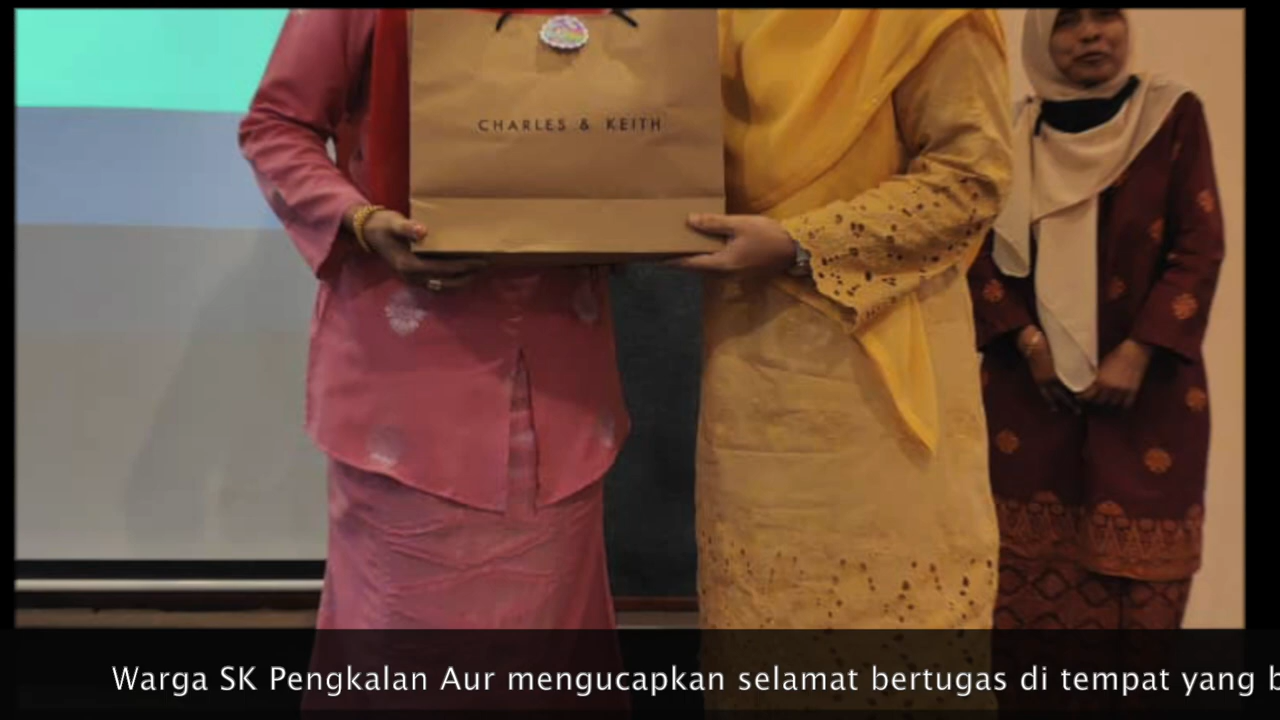 CHARLES & KEITH
Warga SK Pengkalan Aur mengucapkan selamat bertugas di tempat yang